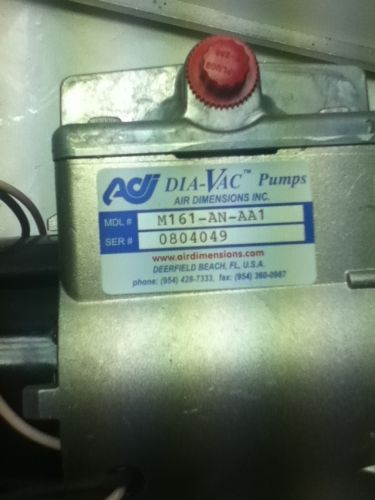 ADI DIA-VAC™ Pumps
AIR DIMENSIONS INC.
MDL # M161-AN-AA1
SER # 0804049
www.airdimensions.com
DEERFIELD BEACH, FL, U.S.A.
phone: (954) 428-7333, fax: (954) 360-0987